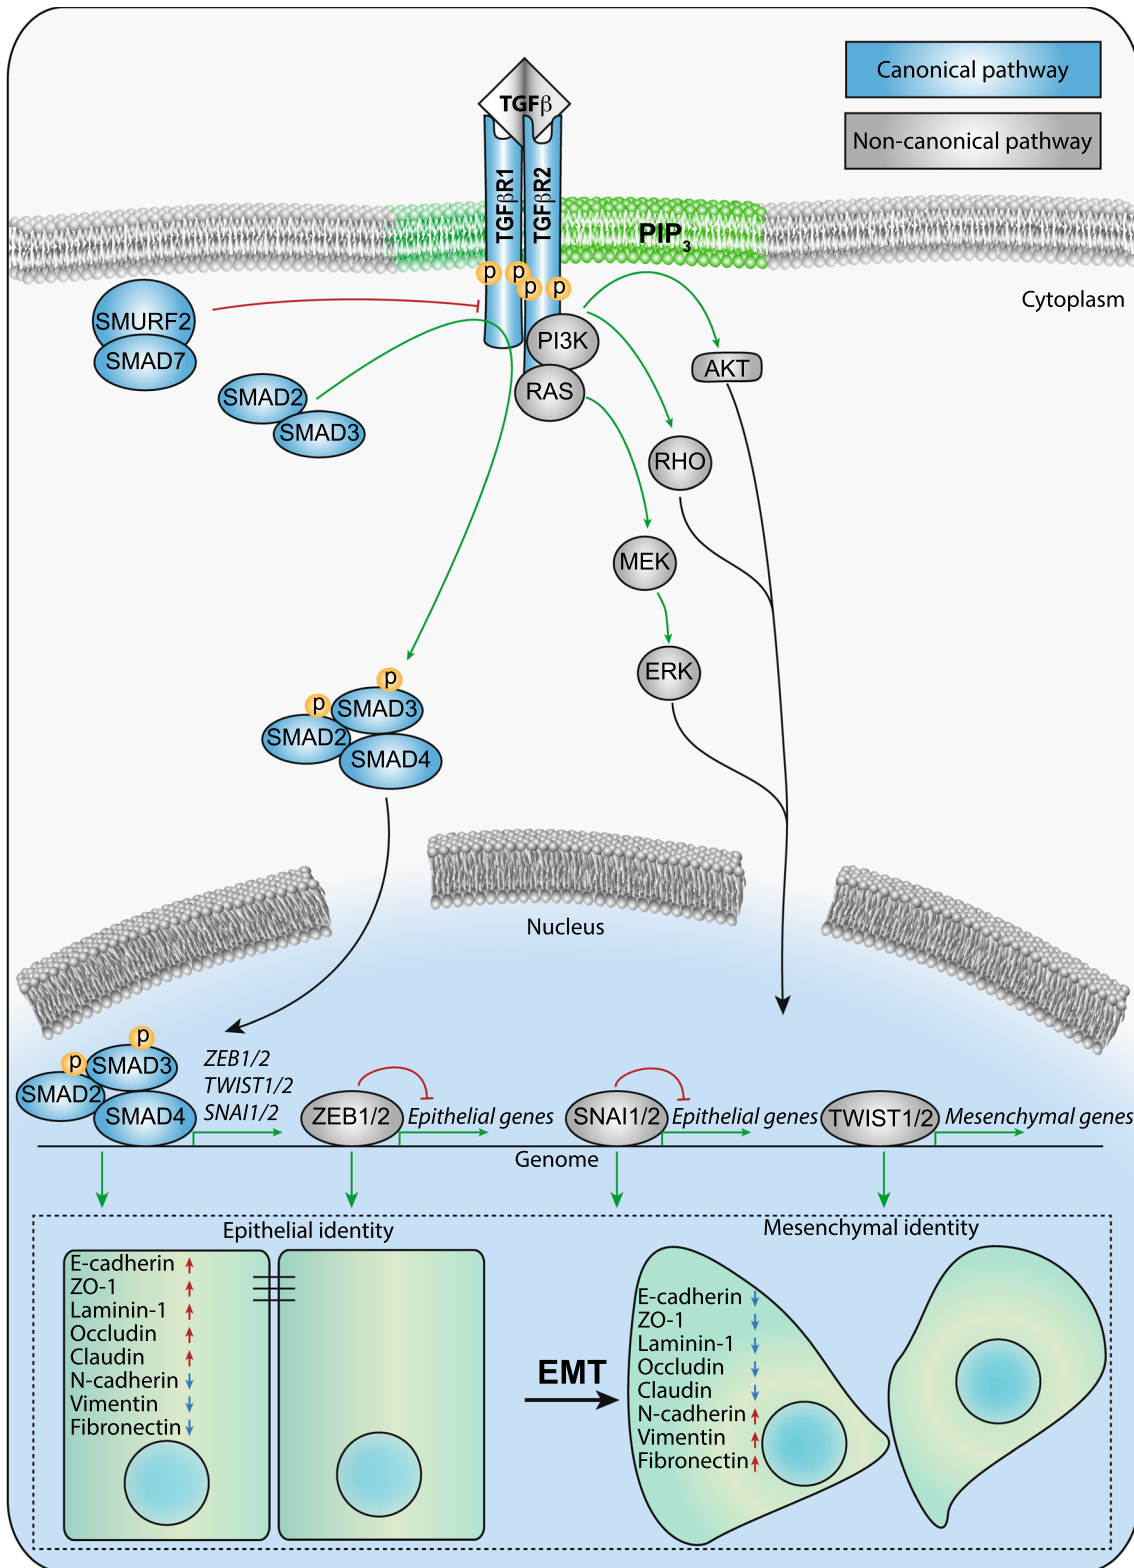 Canonical pathway
Non-canonical pathway
TGFβ
TGFβR1
TGFβR2
PIP3
p
p
p
p
Cytoplasm
SMURF2
SMAD7
SMAD2
SMAD3
PI3K
RAS
AKT
RHO
MEK
ERK
p
p
SMAD3
SMAD2
SMAD4
Nucleus
p
p
SMAD3
SMAD2
SMAD4
ZEB1/2
TWIST1/2
SNAI1/2
ZEB1/2
Epithelial genes
SNAI1/2
Epithelial genes
TWIST1/2
Mesenchymal genes
Genome
Epithelial identity
E-cadherin
ZO-1
Laminin-1
Occludin
Claudin
N-cadherin
Vimentin
Fibronectin
EMT
Mesenchymal identity
E-cadherin
ZO-1
Laminin-1
Occludin
Claudin
N-cadherin
Vimentin
Fibronectin